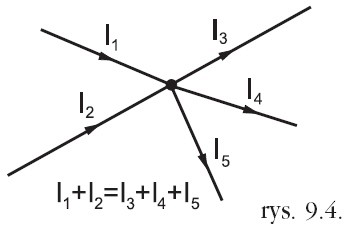 I₁
I₃
I₂
I₄
I₅
I₁+I₂=I₃+I₄+I₅
rys. 9.4.